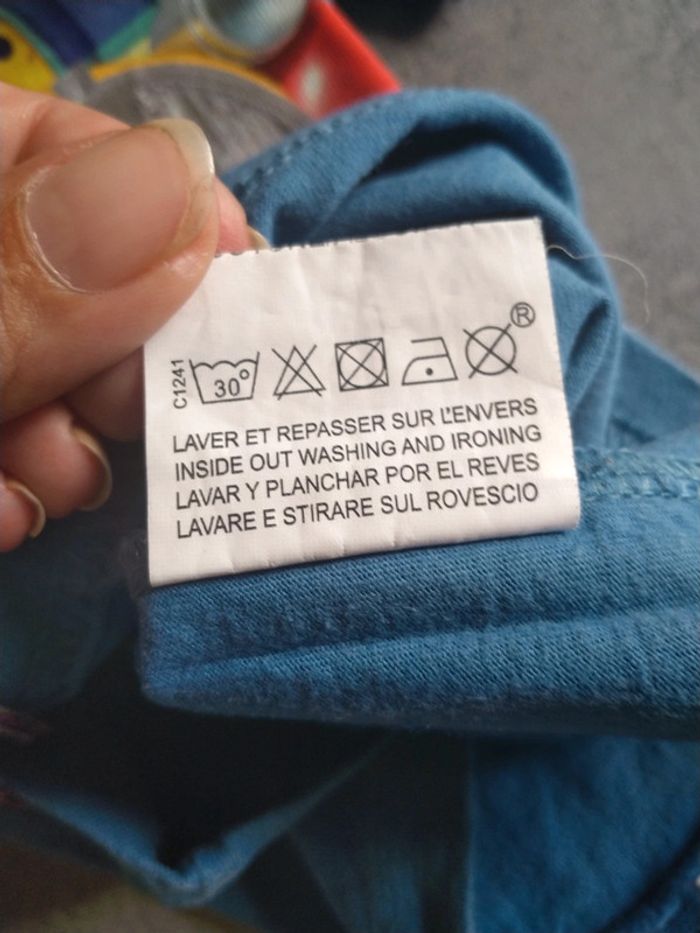 C1241
30° ®
LAVER ET REPASSER SUR L'ENVERS
INSIDE OUT WASHING AND IRONING
LAVAR Y PLANCHAR POR EL REVES
LAVARE E STIRARE SUL ROVESCIO